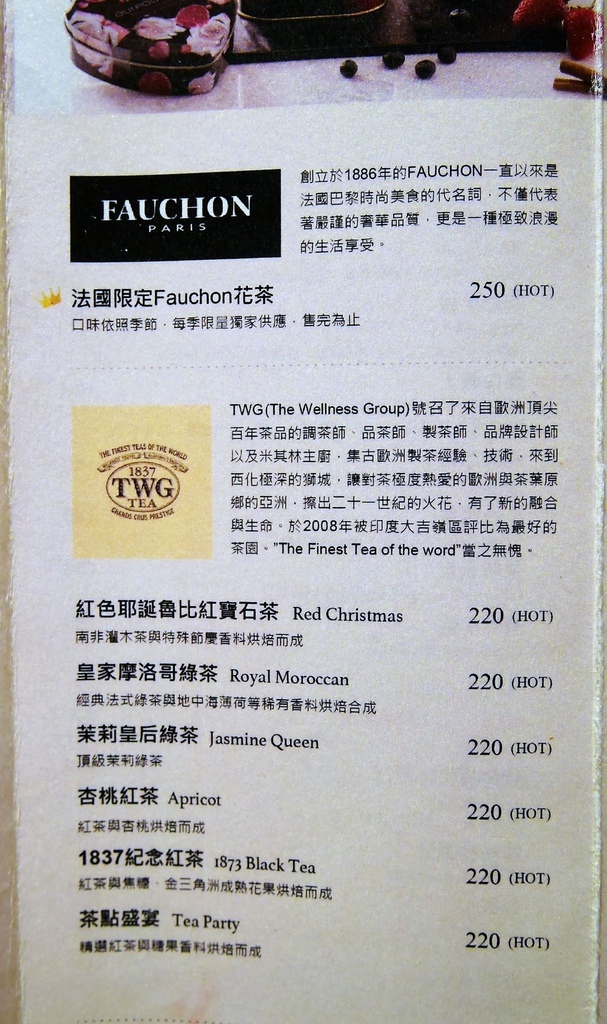 FAUCHON
PARIS
創立於1886年的FAUCHON一直以來是
法國巴黎時尚美食的代名詞，不僅代表
著嚴謹的奢華品質，更是一種極致浪漫
的生活享受。
法國限定Fauchon花茶 250 (HOT)
口味依照季節，每季限量獨家供應，售完為止
THE FINEST TEAS OF THE WORLD
1837
TWG
TEA
GRANDS CRUS PRESTIGE
TWG(The Wellness Group)號召了來自歐洲頂尖
百年茶品的調茶師、品茶師、製茶師、品牌設計師
以及米其林主廚，集古歐洲製茶經驗、技術，來到
西化極深的獅城，讓對茶極度熱愛的歐洲與茶葉原
鄉的亞洲，擦出二十一世紀的火花，有了新的融合
與生命。於2008年被印度大吉嶺區評比為最好的
茶園。"The Finest Tea of the word"當之無愧。
紅色耶誕魯比紅寶石茶 Red Christmas 220 (HOT)
南非灌木茶與特殊節慶香料烘焙而成
皇家摩洛哥綠茶 Royal Moroccan 220 (HOT)
經典法式綠茶與地中海薄荷等稀有香料烘焙合成
茉莉皇后綠茶 Jasmine Queen 220 (HOT)
頂級茉莉綠茶
杏桃紅茶 Apricot 220 (HOT)
紅茶與杏桃烘焙而成
1837紀念紅茶 1873 Black Tea 220 (HOT)
紅茶與焦糖、金三角洲成熟花果烘焙而成
茶點盛宴 Tea Party 220 (HOT)
精選紅茶與糖果香料烘焙而成